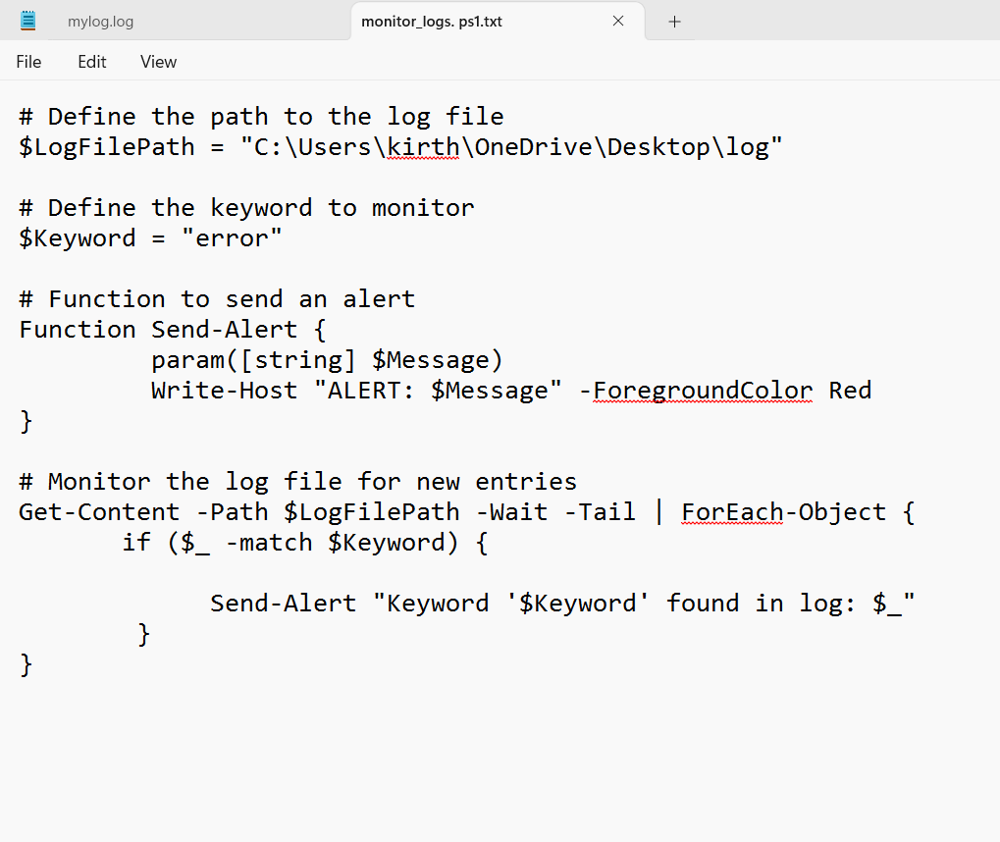 mylog.log
monitor_logs. ps1.txt
File Edit View
# Define the path to the log file
$LogFilePath = "C:\Users\kirth\OneDrive\Desktop\log"

# Define the keyword to monitor
$Keyword = "error"

# Function to send an alert
Function Send-Alert {
         param([string] $Message)
         Write-Host "ALERT: $Message" -ForegroundColor Red
}

# Monitor the log file for new entries
Get-Content -Path $LogFilePath -Wait -Tail | ForEach-Object {
       if ($_ -match $Keyword) {

             Send-Alert "Keyword '$Keyword' found in log: $_"
        }
}